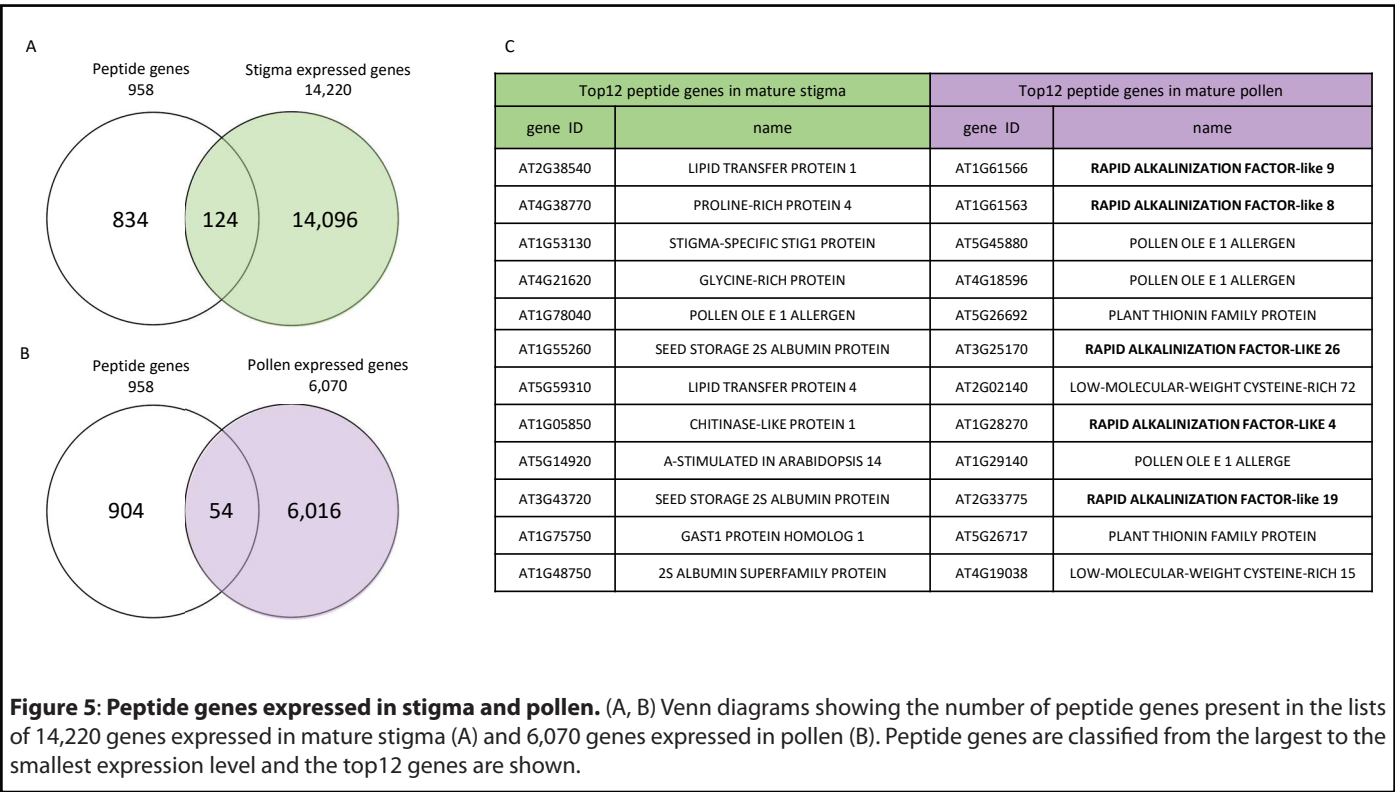 A
Peptide genes
958
Stigma expressed genes
14,220
834
124
14,096
B
Peptide genes
958
Pollen expressed genes
6,070
904
54
6,016
C
Top12 peptide genes in mature stigma Top12 peptide genes in mature pollen
gene ID name gene ID name
AT2G38540 LIPID TRANSFER PROTEIN 1 AT1G61566 RAPID ALKALINIZATION FACTOR-like 9
AT4G38770 PROLINE-RICH PROTEIN 4 AT1G61563 RAPID ALKALINIZATION FACTOR-like 8
AT1G53130 STIGMA-SPECIFIC STIG1 PROTEIN AT5G45880 POLLEN OLE E 1 ALLERGEN
AT4G21620 GLYCINE-RICH PROTEIN AT4G18596 POLLEN OLE E 1 ALLERGEN
AT1G78040 POLLEN OLE E 1 ALLERGEN AT5G26692 PLANT THIONIN FAMILY PROTEIN
AT1G55260 SEED STORAGE 2S ALBUMIN PROTEIN AT3G25170 RAPID ALKALINIZATION FACTOR-LIKE 26
AT5G59310 LIPID TRANSFER PROTEIN 4 AT2G02140 LOW-MOLECULAR-WEIGHT CYSTEINE-RICH 72
AT1G05850 CHITINASE-LIKE PROTEIN 1 AT1G28270 RAPID ALKALINIZATION FACTOR-LIKE 4
AT5G14920 A-STIMULATED IN ARABIDOPSIS 14 AT1G29140 POLLEN OLE E 1 ALLERGE
AT3G43720 SEED STORAGE 2S ALBUMIN PROTEIN AT2G33775 RAPID ALKALINIZATION FACTOR-like 19
AT1G75750 GAST1 PROTEIN HOMOLOG 1 AT5G26717 PLANT THIONIN FAMILY PROTEIN
AT1G48750 2S ALBUMIN SUPERFAMILY PROTEIN AT4G19038 LOW-MOLECULAR-WEIGHT CYSTEINE-RICH 15
Figure 5: Peptide genes expressed in stigma and pollen. (A, B) Venn diagrams showing the number of peptide genes present in the lists
of 14,220 genes expressed in mature stigma (A) and 6,070 genes expressed in pollen (B). Peptide genes are classified from the largest to the
smallest expression level and the top12 genes are shown.